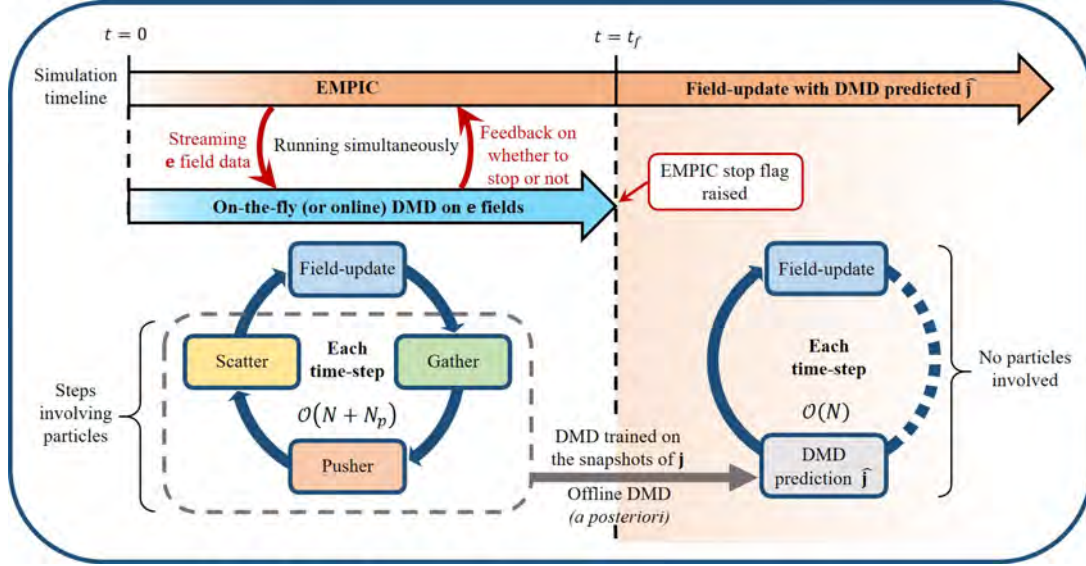 t = 0
t = t_f
Simulation
timeline
EMPIC
Field-update with DMD predicted ĵ
Streaming
e field data
Running simultaneously
Feedback on
whether to
stop or not
EMPIC stop flag
raised
On-the-fly (or online) DMD on e fields
Field-update
Scatter
Each
time-step
Gather
O(N + N_p)
Pusher
Steps
involving
particles
DMD trained on
the snapshots of j
Offline DMD
(a posteriori)
Field-update
Each
time-step
O(N)
DMD
prediction ĵ
No particles
involved